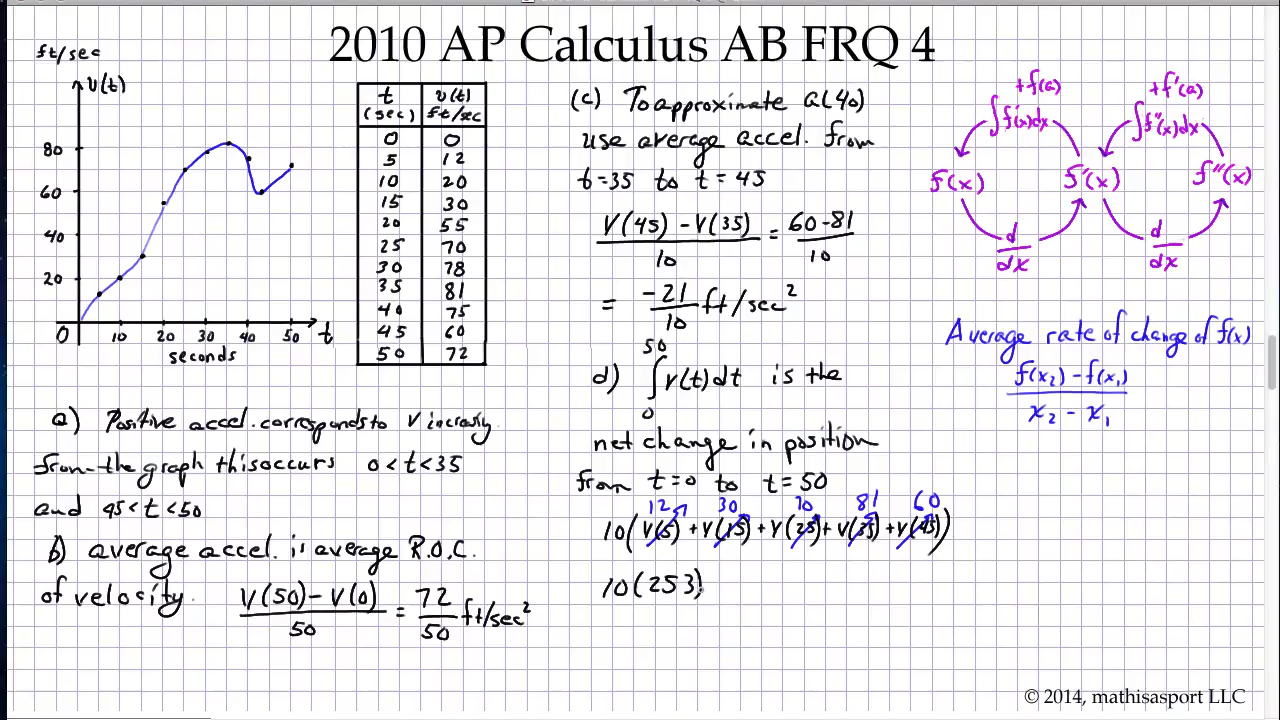 2010 AP Calculus AB FRQ 4
ft/sec
v(t)
80
60
40
20
0
10 20 30 40 50 t
seconds
t (sec) v(t) ft/sec
0 0
5 12
10 20
15 30
20 55
25 70
30 78
35 81
40 75
45 60
50 72
a) Positive accel. corresponds to v increasing
from the graph this occurs 0 < t < 35
and 45 < t < 50
b) average accel. is average R.O.C.
of velocity. V(50) - V(0) / 50 = 72/50 ft/sec²
(c) To approximate a(40)
use average accel. from
t=35 to t=45
V(45) - V(35) / 10 = 60-81 / 10
= -21/10 ft/sec²
d) ∫₀⁵⁰ v(t)dt is the
net change in position
from t=0 to t=50
12 30 70 81 60
10(V(5) + V(15) + V(25) + V(35) + V(45))
10(253)
+f(a) +f'(a)
∫f'(x)dx ∫f''(x)dx
f(x) f'(x) f''(x)
d/dx d/dx
Average rate of change of f(x)
f(x₂) - f(x₁) / x₂ - x₁
© 2014, mathisasport LLC